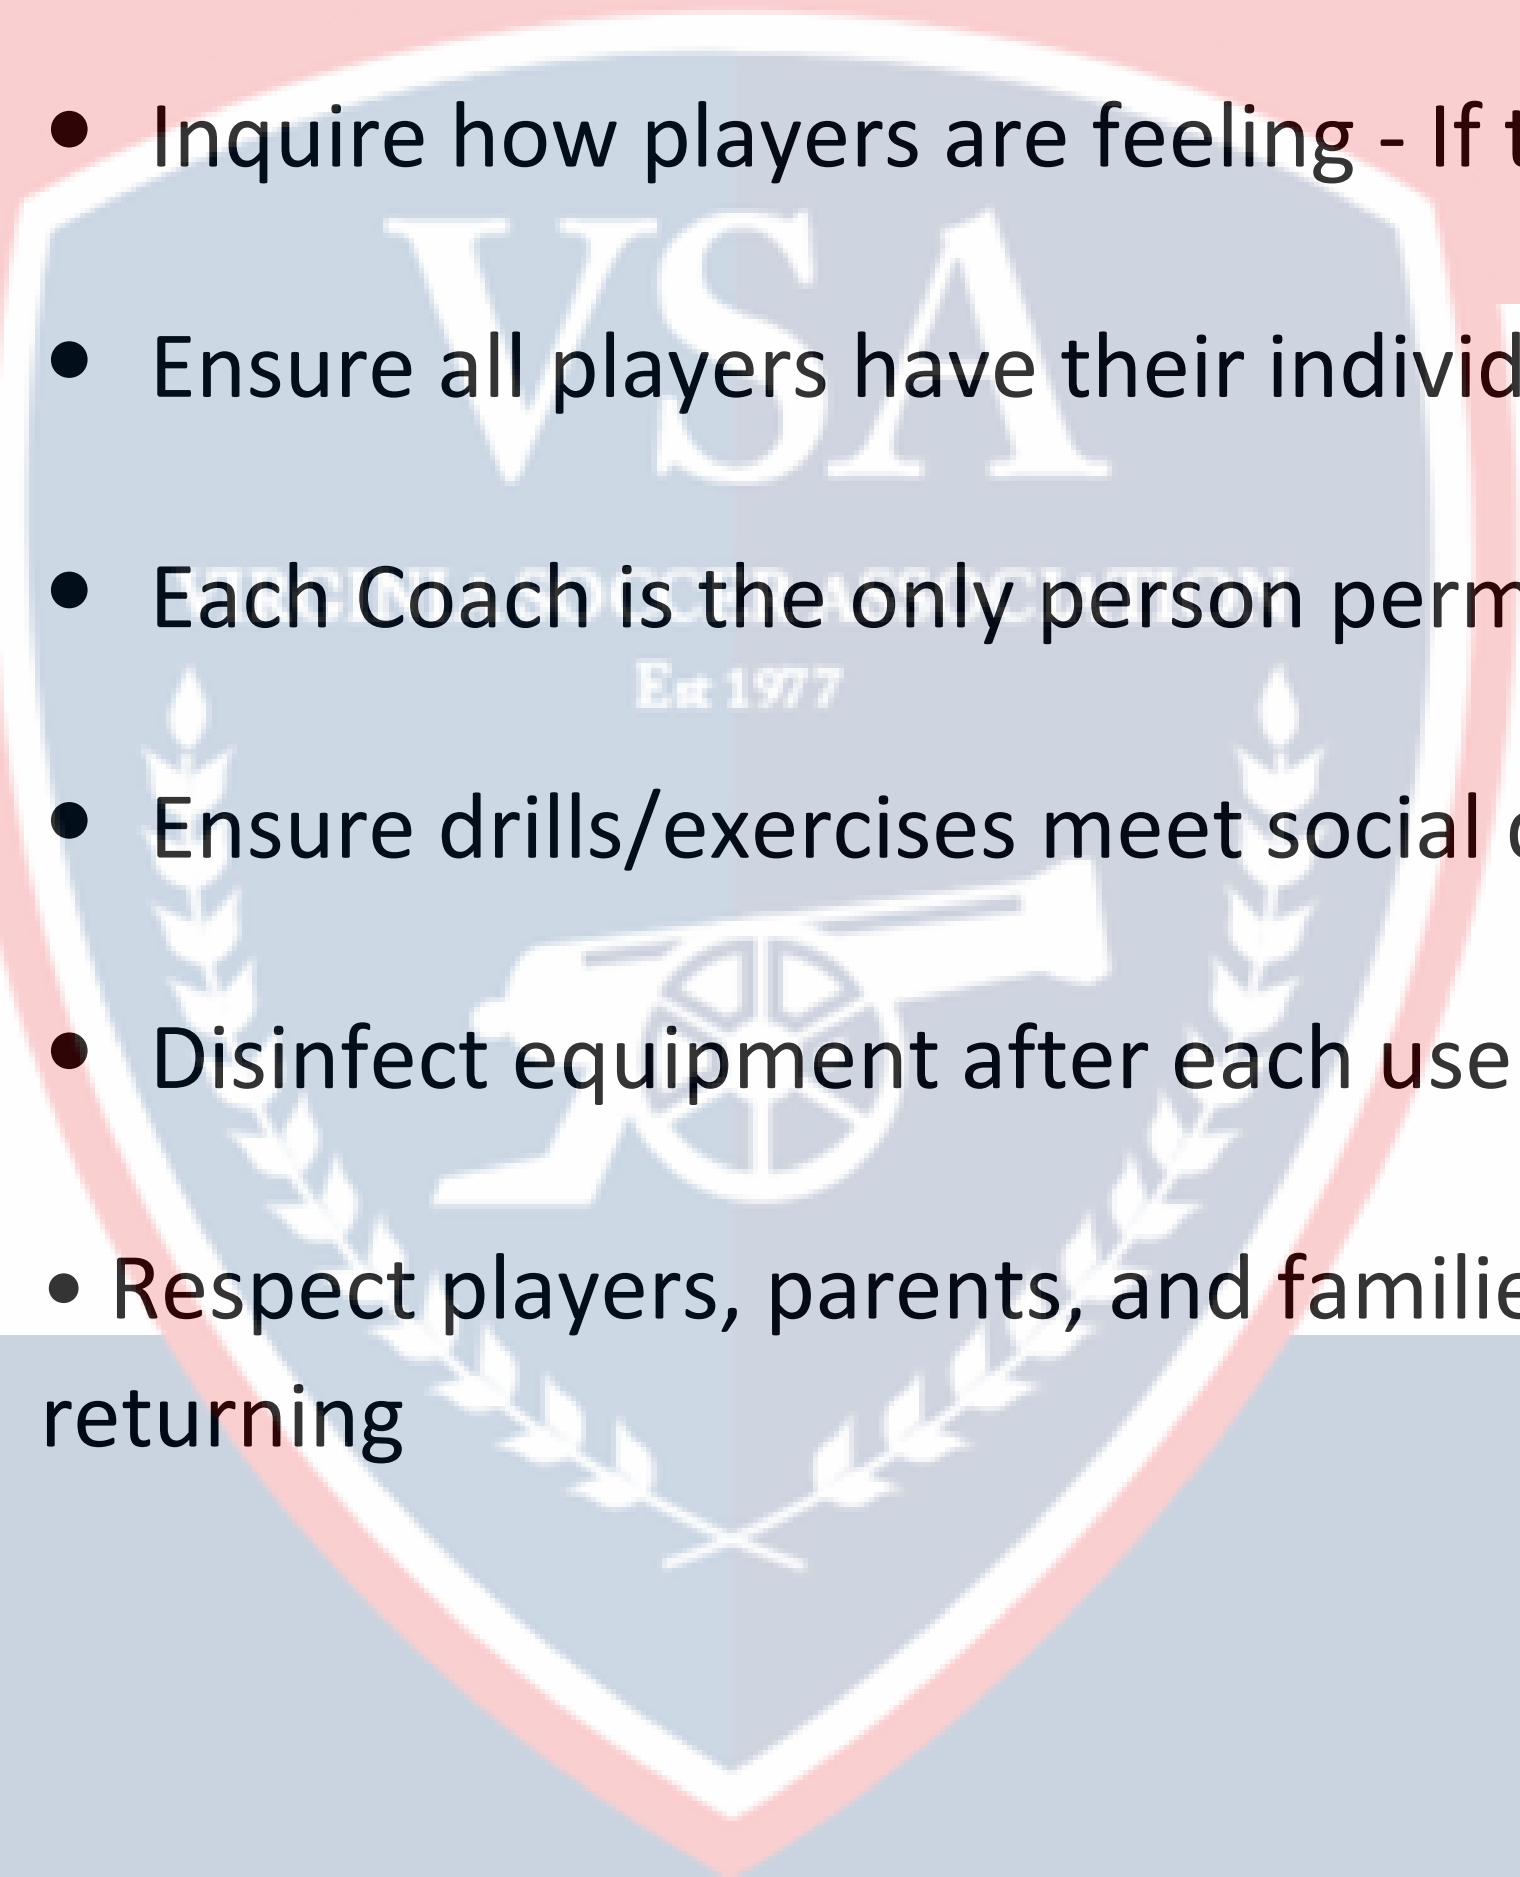 • Inquire how players are feeling - If t
VSA
• Ensure all players have their individ
• Each Coach is the only person perm
Est 1977
• Ensure drills/exercises meet social
• Disinfect equipment after each use
• Respect players, parents, and familie
returning